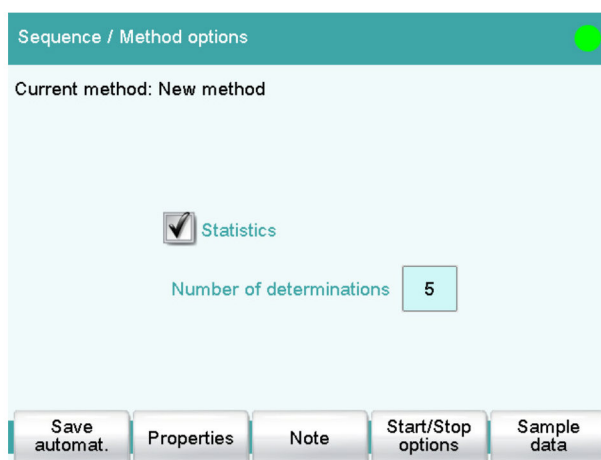 Sequence / Method options
Current method: New method
Statistics
Number of determinations 5
Save
automat.
Properties
Note
Start/Stop
options
Sample
data